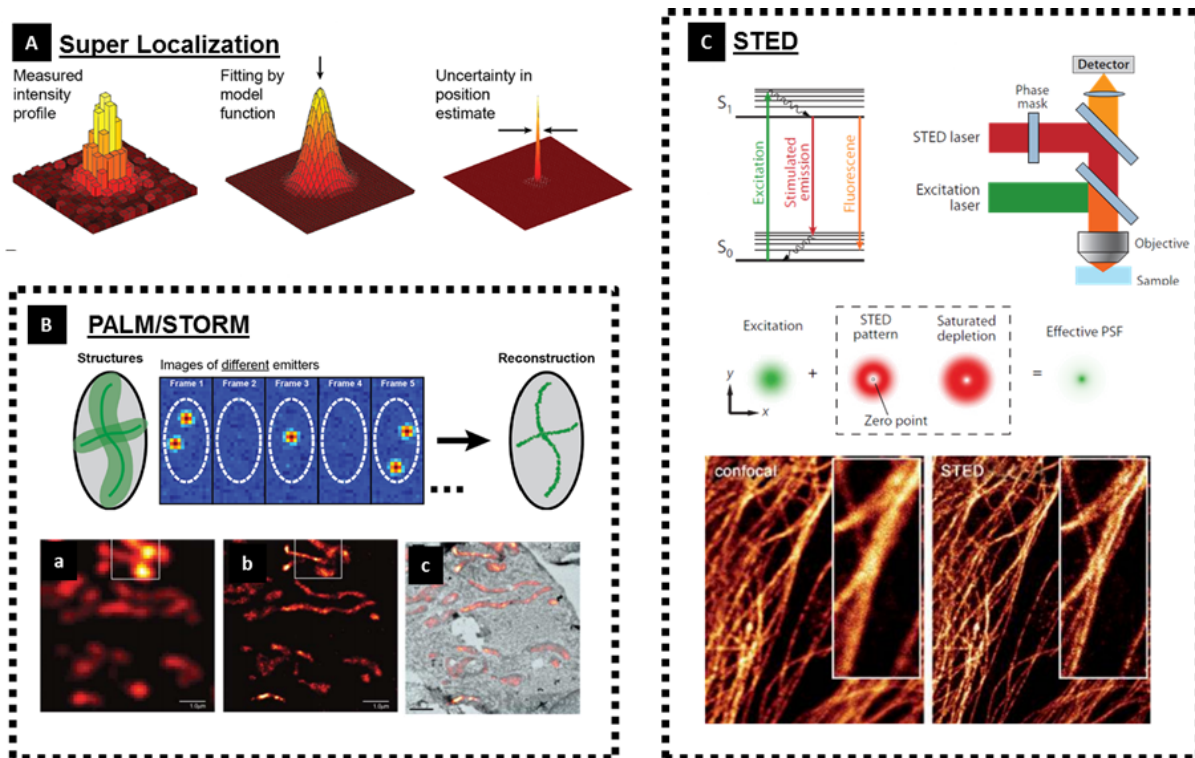 A Super Localization
Measured
intensity
profile
Fitting by
model
function
Uncertainty in
position
estimate
B PALM/STORM
Structures
Images of different emitters
Frame 1 Frame 2 Frame 3 Frame 4 Frame 5
Reconstruction
a
1.0μm
b
1.0μm
c
C STED
S1
S0
Excitation
Stimulated
emission
Fluorescene
Detector
Phase
mask
STED laser
Excitation
laser
Objective
Sample
Excitation
STED
pattern
Saturated
depletion
Effective PSF
y
x
+
=
Zero point
confocal
STED